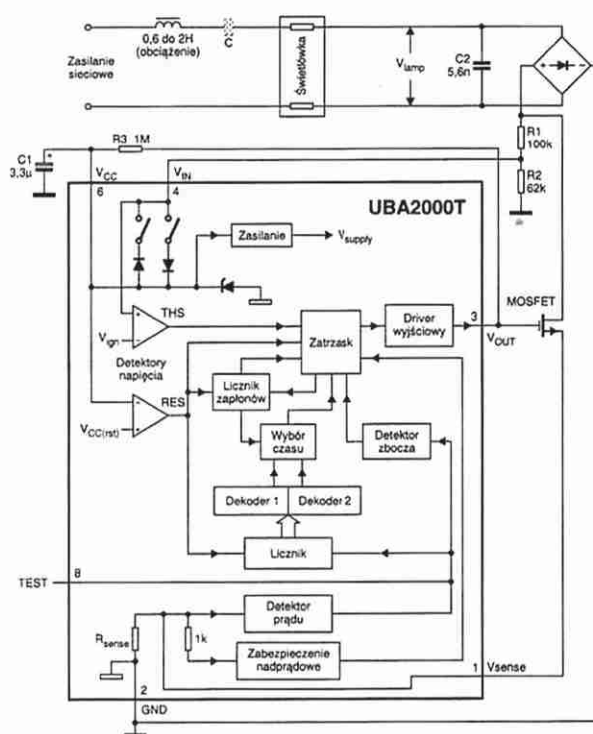 0,6 do 2H
(obciążenie)
C
Zasilanie
sieciowe
Świetlówka
Vlamp
C2
5,6n
R1
100k
R2
62k
R3 1M
C1
3,3µ
VCC
6
VIN
4
UBA2000T
Zasilanie
Vsupply
THS
Vign
Detektory
napięcia
RES
VCC(rst)
Zatrzask
Driver
wyjściowy
3
VOUT
MOSFET
Licznik
zapłonów
Wybór
czasu
Detektor
zbocza
Dekoder 1
Dekoder 2
Licznik
TEST
8
Detektor
prądu
Rsense
1k
Zabezpieczenie
nadprądowe
1
Vsense
2
GND